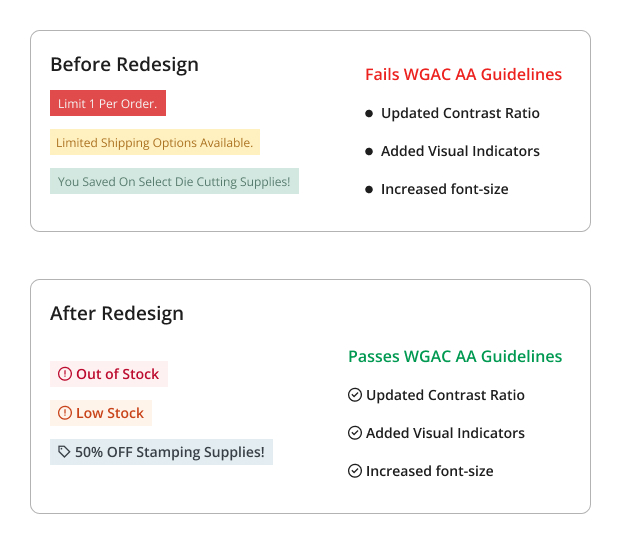 Before Redesign
Limit 1 Per Order.
Limited Shipping Options Available.
You Saved On Select Die Cutting Supplies!
Fails WGAC AA Guidelines
Updated Contrast Ratio
Added Visual Indicators
Increased font-size
After Redesign
Out of Stock
Low Stock
50% OFF Stamping Supplies!
Passes WGAC AA Guidelines
Updated Contrast Ratio
Added Visual Indicators
Increased font-size